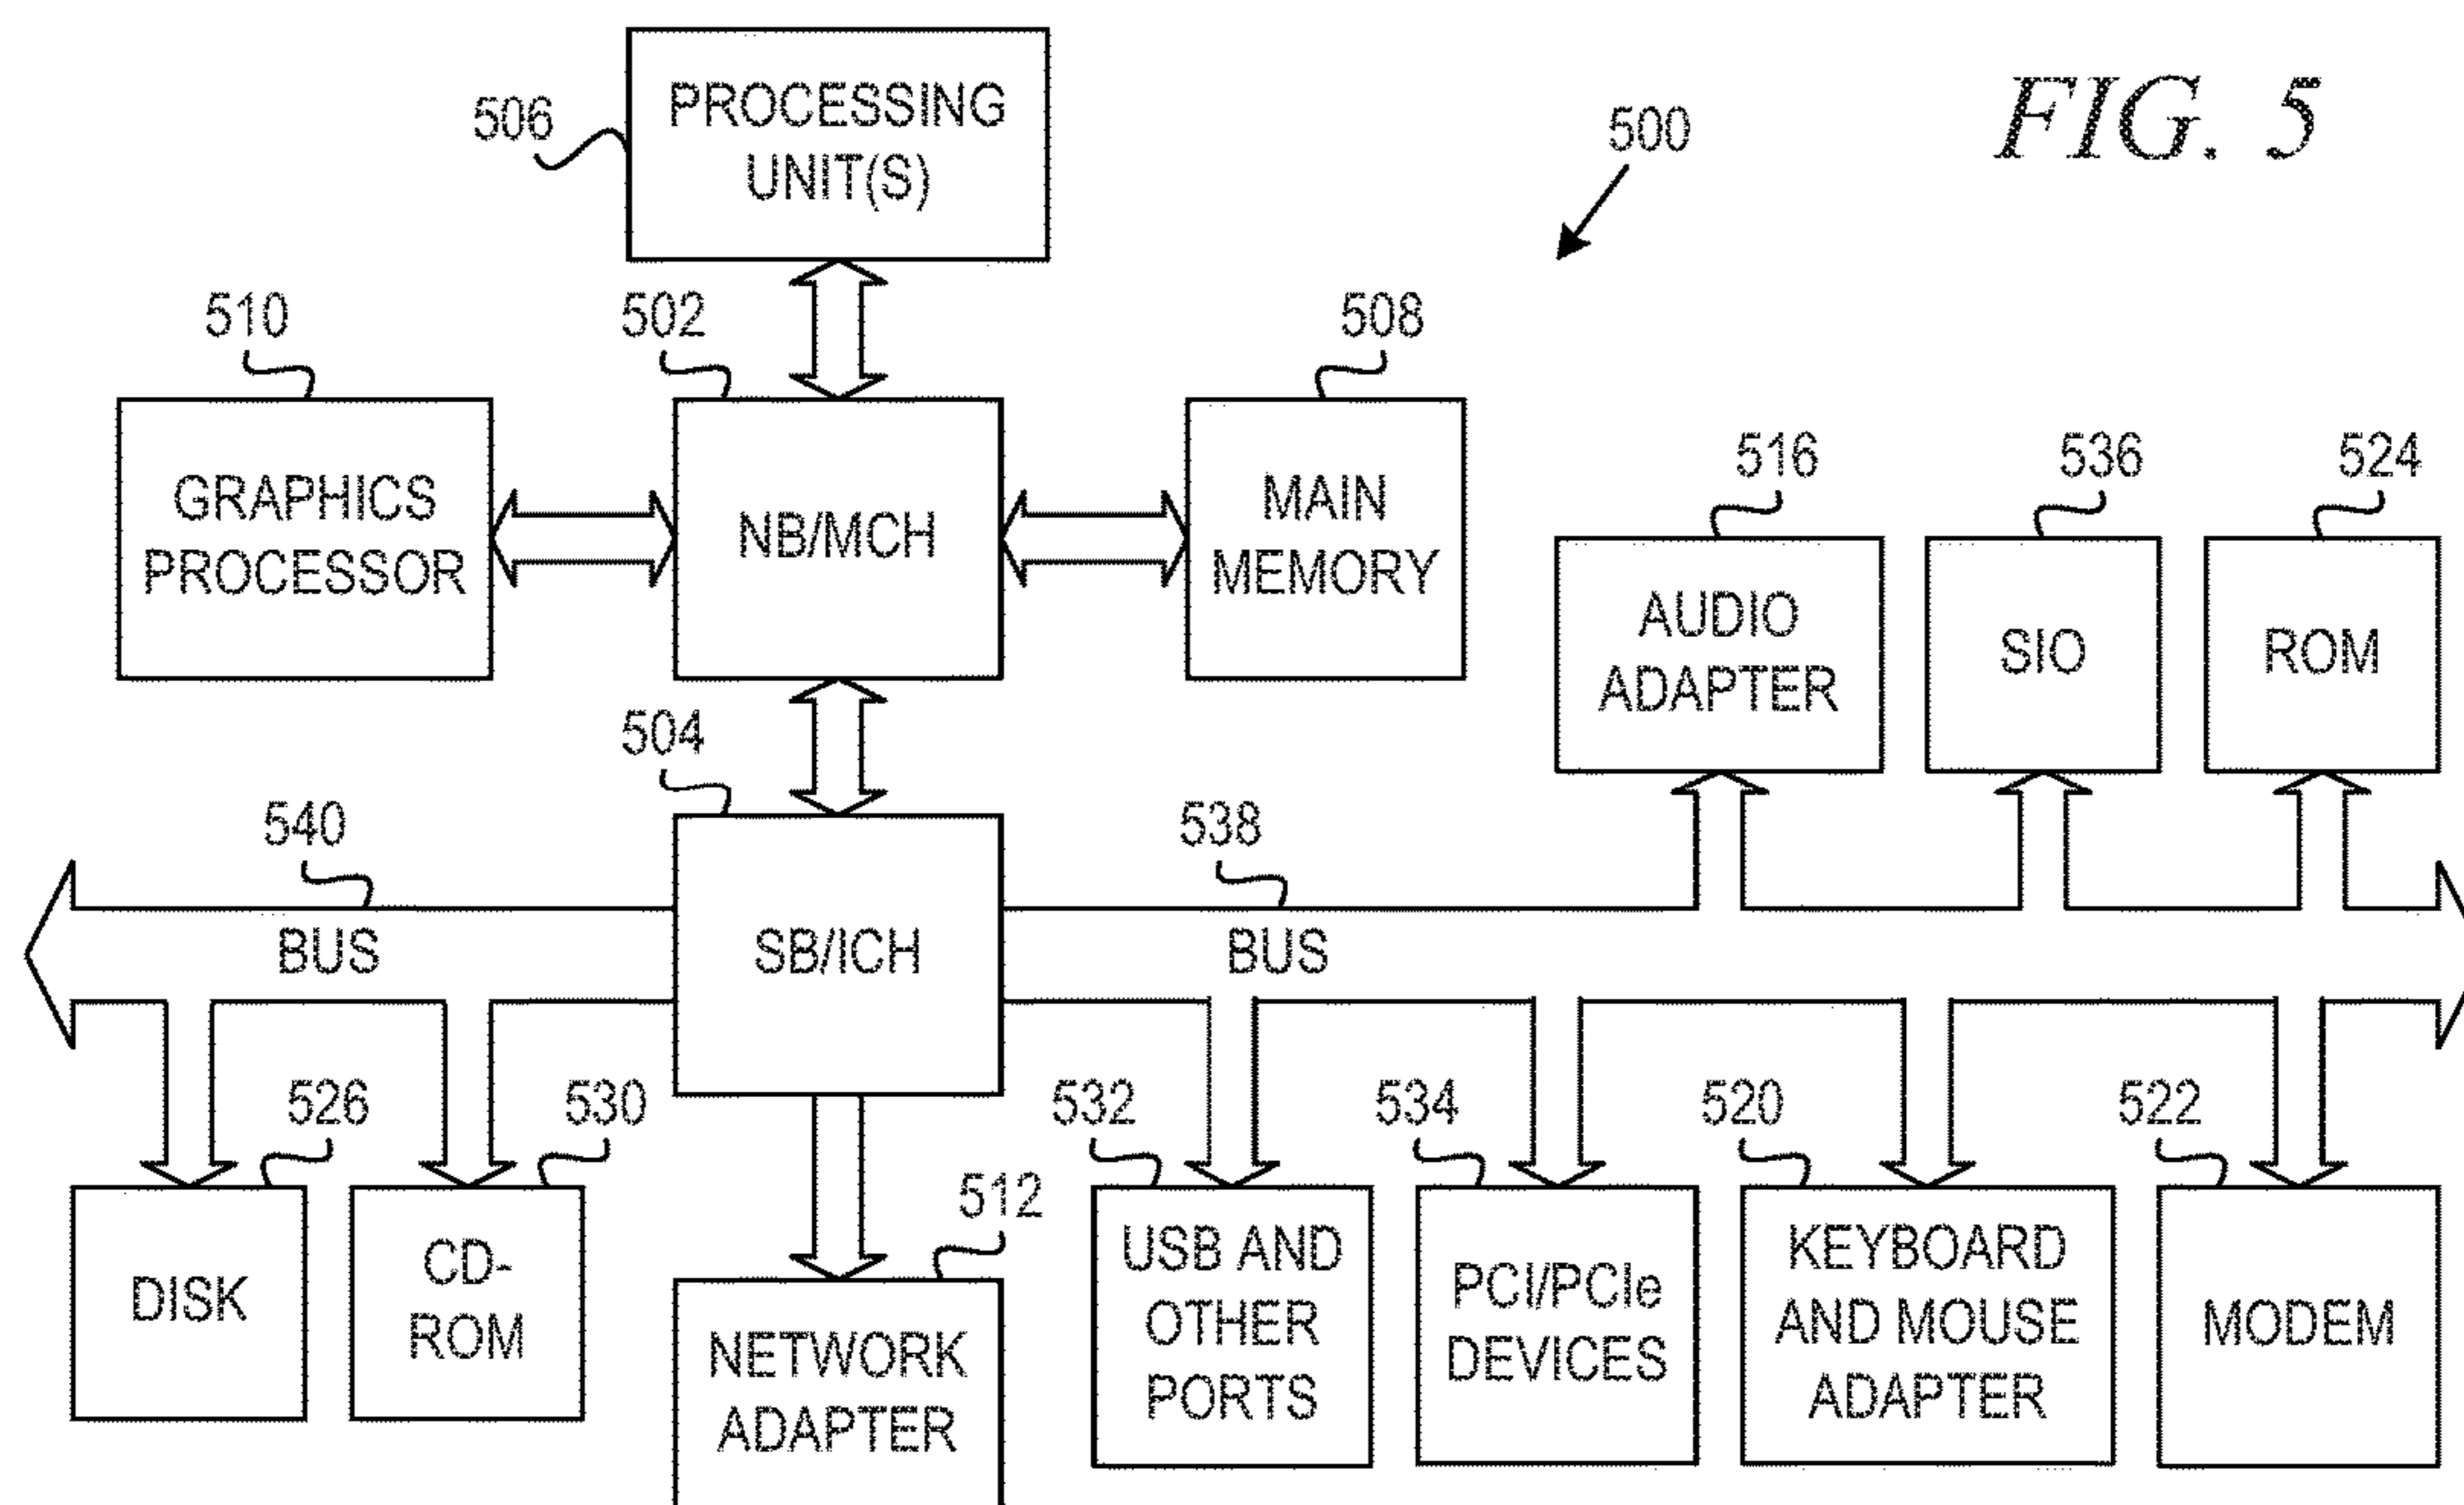 FIG. 5
500
506
PROCESSING
UNIT(S)
510
502
508
GRAPHICS
PROCESSOR
NB/MCH
MAIN
MEMORY
516
536
524
AUDIO
ADAPTER
SIO
ROM
504
540
538
BUS
SB/ICH
BUS
526
530
512
532
534
520
522
DISK
CD-
ROM
NETWORK
ADAPTER
USB AND
OTHER
PORTS
PCI/PCIe
DEVICES
KEYBOARD
AND MOUSE
ADAPTER
MODEM